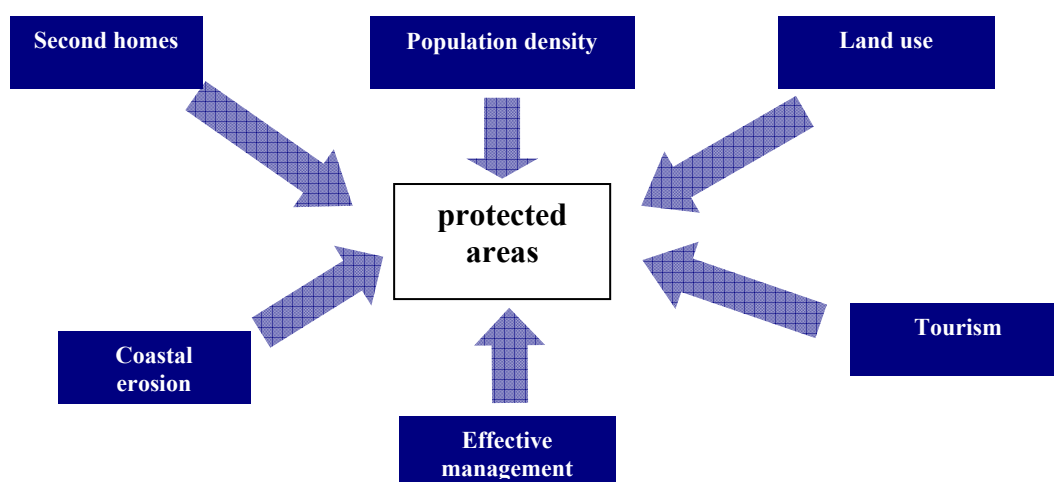 Second homes
Population density
Land use
protected
areas
Coastal
erosion
Tourism
Effective
management